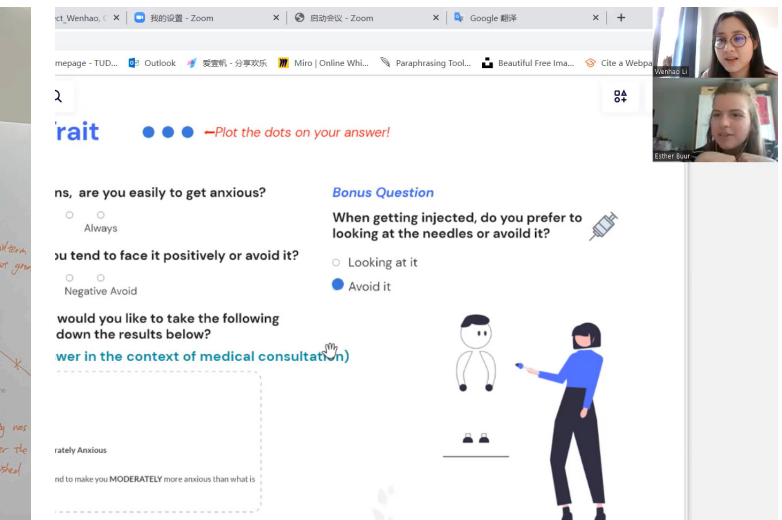 ct_Wenhao, ( × 我的设置 - Zoom × 启动会议 - Zoom × Google 翻译 × +
mepage - TUD... Outlook 爱壹帆 - 分享欢乐 Miro | Online Whi... Paraphrasing Tool... Beautiful Free Ima... Cite a Webpa
Wenhao Li
Esther Buur
rait
Plot the dots on your answer!
ns, are you easily to get anxious?
Always
ou tend to face it positively or avoid it?
Negative Avoid
would you like to take the following
down the results below?
wer in the context of medical consultation)
rately Anxious
nd to make you MODERATELY more anxious than what is
Bonus Question
When getting injected, do you prefer to
looking at the needles or avoild it?
Looking at it
Avoid it